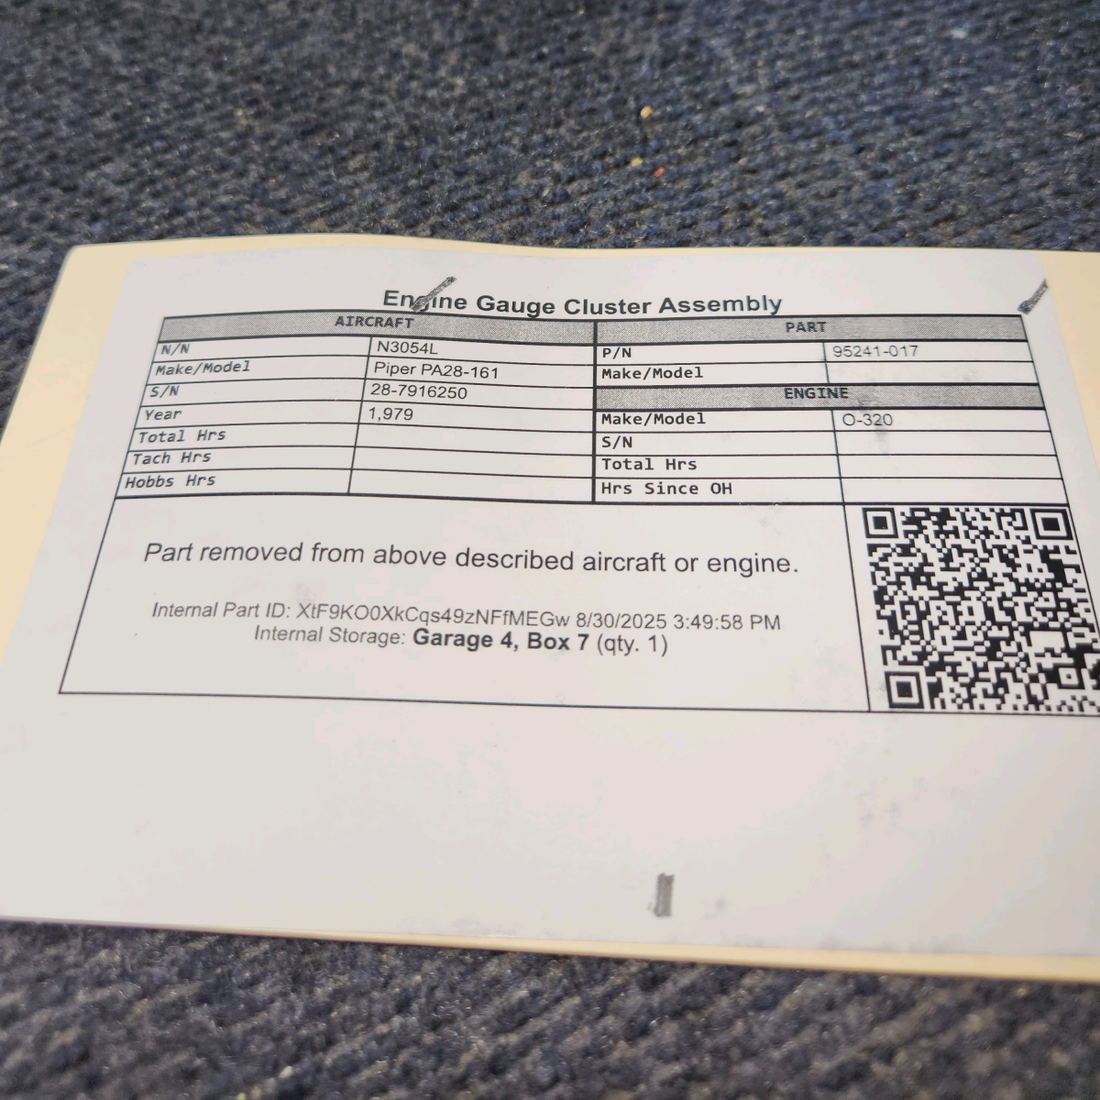 Engine Gauge Cluster Assembly
AIRCRAFT
N/N N3054L
Make/Model Piper PA28-161
S/N 28-7916250
Year 1,979
Total Hrs
Tach Hrs
Hobbs Hrs
PART
P/N 95241-017
Make/Model
ENGINE
Make/Model O-320
S/N
Total Hrs
Hrs Since OH
Part removed from above described aircraft or engine.
Internal Part ID: XtF9KO0XkCqs49zNFfMEGw 8/30/2025 3:49:58 PM
Internal Storage: Garage 4, Box 7 (qty. 1)